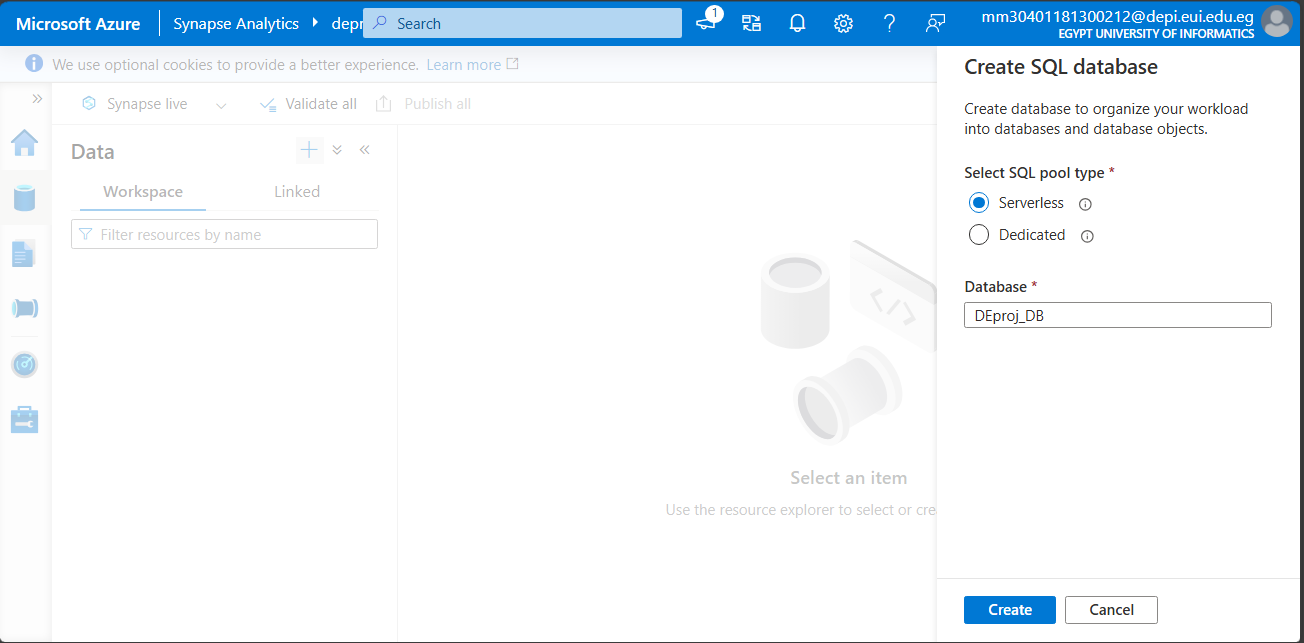 Microsoft Azure
Synapse Analytics
Search
1
mm30401181300212@depi.eui.edu.eg
EGYPT UNIVERSITY OF INFORMATICS
We use optional cookies to provide a better experience. Learn more
Synapse live
Validate all
Publish all
Data
Workspace
Linked
Filter resources by name
Select an item
Use the resource explorer to select or
Create SQL database
Create database to organize your workload
into databases and database objects.
Select SQL pool type *
Serverless
Dedicated
Database *
DEproj_DB
Create
Cancel